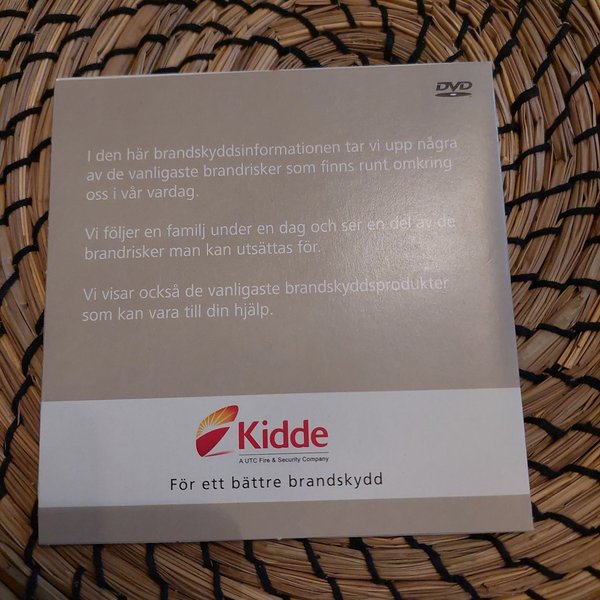 DVD
I den här brandskyddsinformationen tar vi upp några
av de vanligaste brandrisker som finns runt omkring
oss i vår vardag.
Vi följer en familj under en dag och ser en del av de
brandrisker man kan utsättas för.
Vi visar också de vanligaste brandskyddsprodukter
som kan vara till din hjälp.
Kidde
A UTC Fire & Security Company
För ett bättre brandskydd